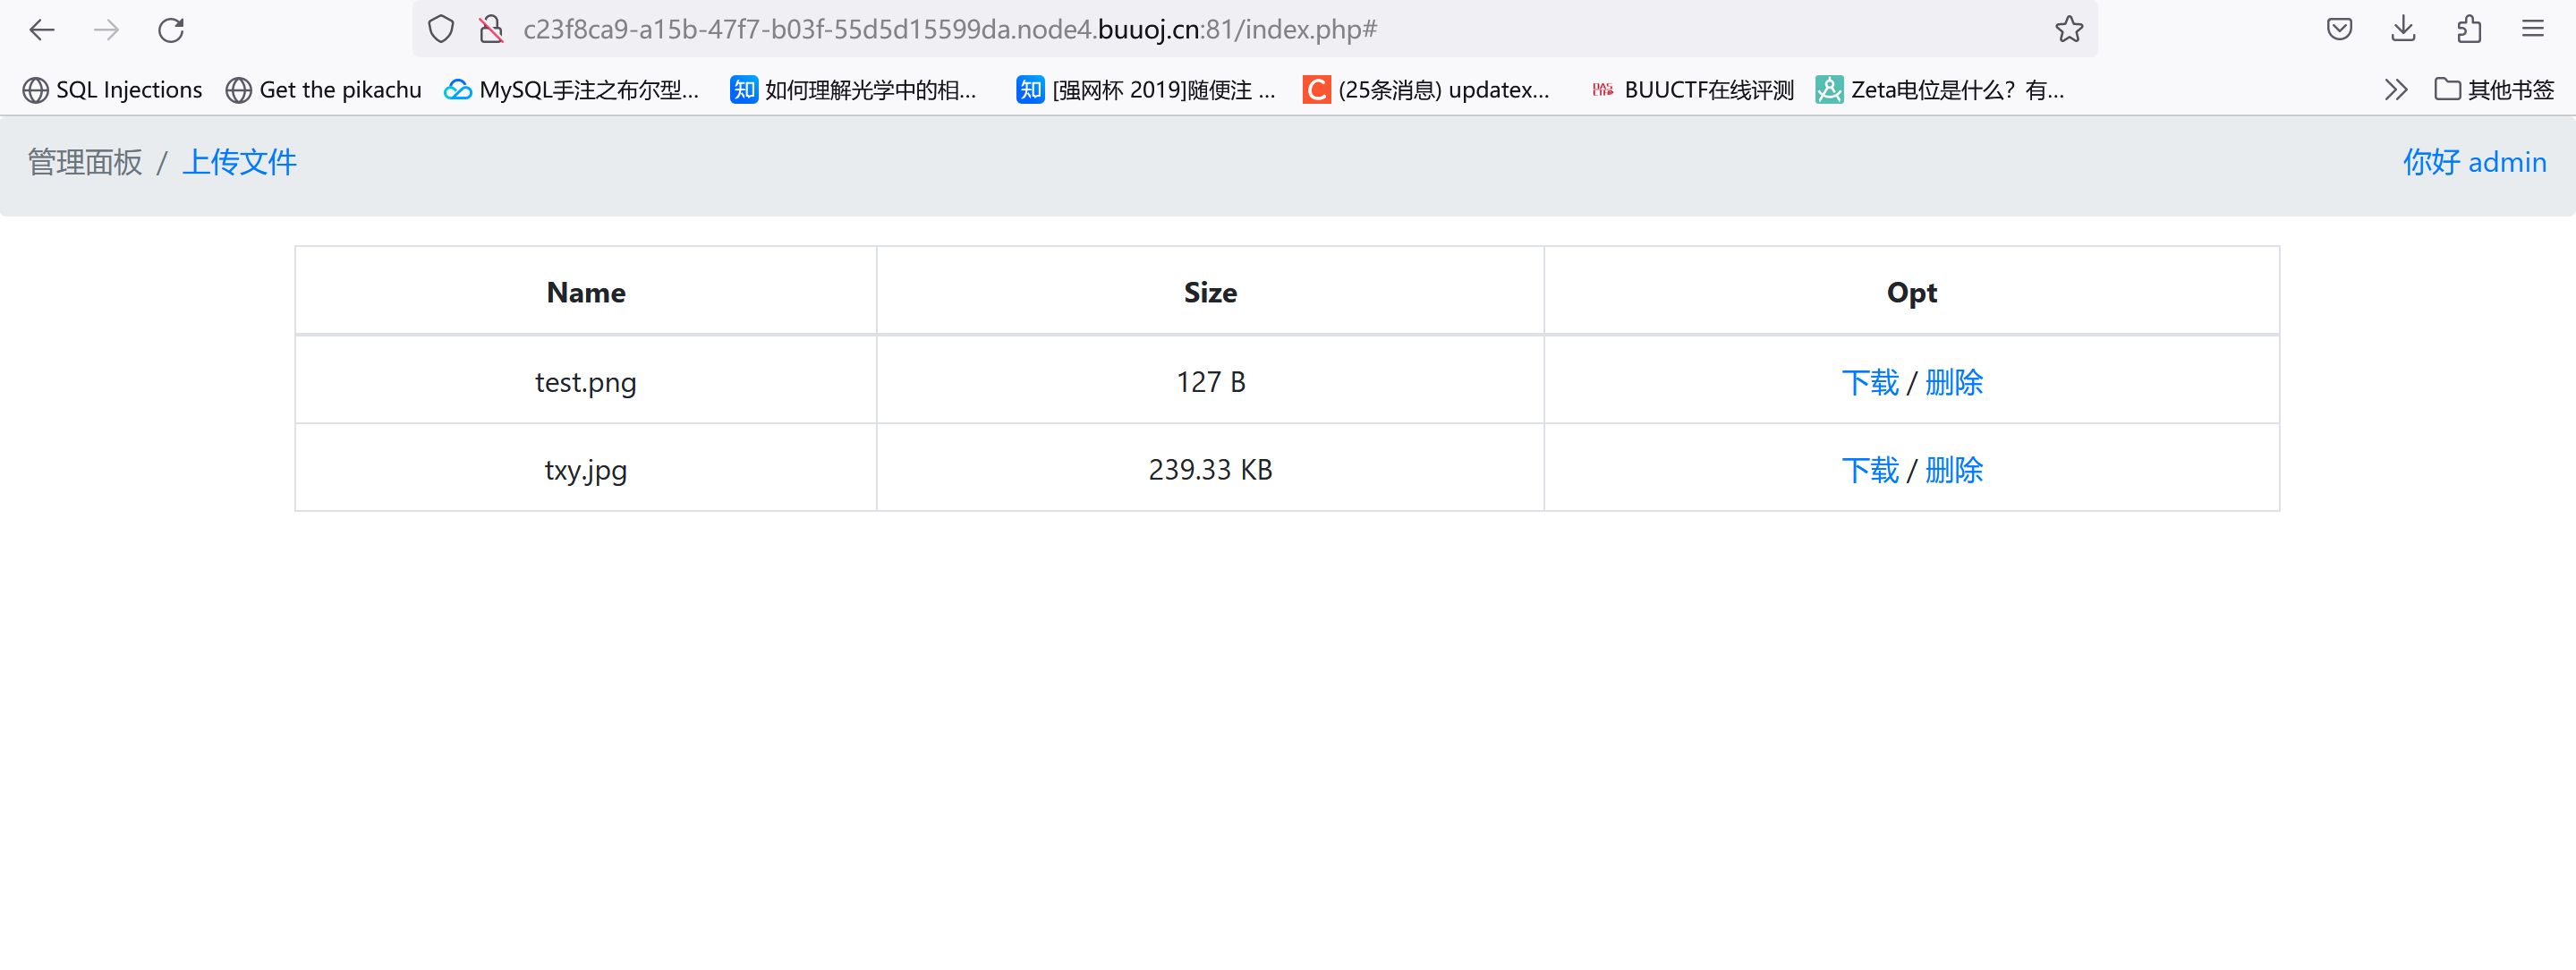 c23f8ca9-a15b-47f7-b03f-55d5d15599da.node4.buuoj.cn:81/index.php#
SQL Injections Get the pikachu MySQL手注之布尔型... 知 如何理解光学中的相... 知 [强网杯 2019]随便注 ... C (25条消息) updatex... BUUCTF在线评测 Zeta电位是什么？有... 其他书签
管理面板 / 上传文件 你好 admin
Name Size Opt
test.png 127 B 下载 / 删除
txy.jpg 239.33 KB 下载 / 删除